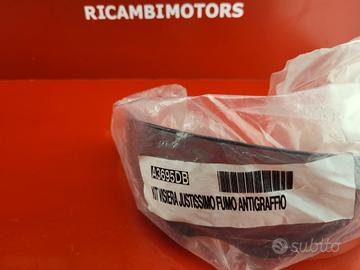 RICAMBIMOTORS
A3695DB
KIT VISIERA JUSTISSIMO FUMO ANTIGRAFFIO
subito